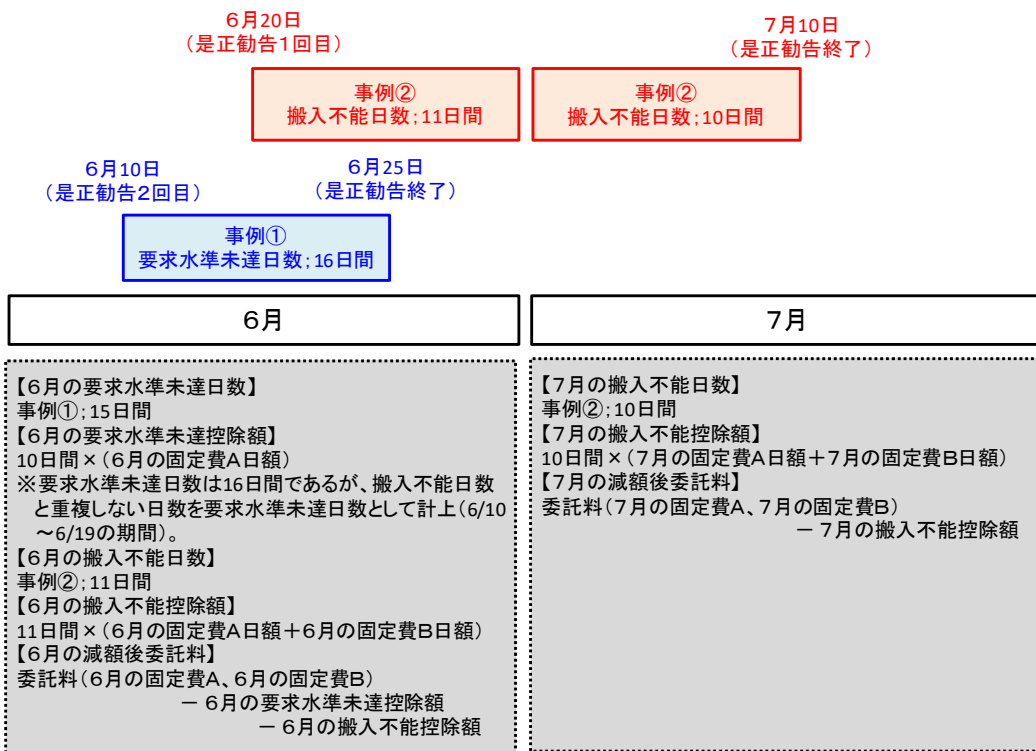 6月20日
（是正勧告1回目）
7月10日
（是正勧告終了）
事例②
搬入不能日数；11日間
事例②
搬入不能日数；10日間
6月10日
（是正勧告2回目）
6月25日
（是正勧告終了）
事例①
要求水準未達日数；16日間
6月
7月
【6月の要求水準未達日数】
事例①；15日間
【6月の要求水準未達控除額】
10日間×（6月の固定費A日額）
※要求水準未達日数は16日間であるが、搬入不能日数
と重複しない日数を要求水準未達日数として計上（6/10
～6/19の期間）。
【6月の搬入不能日数】
事例②；11日間
【6月の搬入不能控除額】
11日間×（6月の固定費A日額＋6月の固定費B日額）
【6月の減額後委託料】
委託料（6月の固定費A、6月の固定費B）
－ 6月の要求水準未達控除額
－ 6月の搬入不能控除額
【7月の搬入不能日数】
事例②；10日間
【7月の搬入不能控除額】
10日間×（7月の固定費A日額＋7月の固定費B日額）
【7月の減額後委託料】
委託料（7月の固定費A、7月の固定費B）
－ 7月の搬入不能控除額